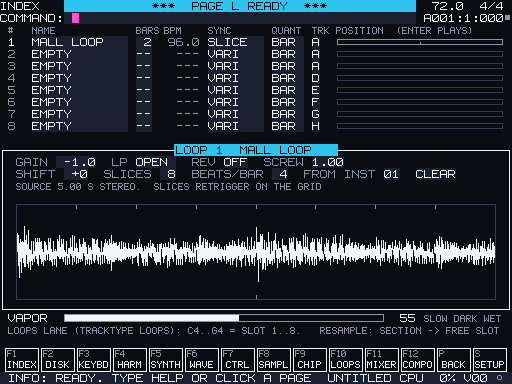 INDEX *** PAGE L READY *** 72.0 4/4
COMMAND: A001:1:000
# NAME BARS BPM SYNC QUANT TRK POSITION (ENTER PLAYS)
1 MALL LOOP 2 96.0 SLICE BAR A
2 EMPTY -- --- VARI BAR A
3 EMPTY -- --- VARI BAR A
4 EMPTY -- --- VARI BAR D
5 EMPTY -- --- VARI BAR E
6 EMPTY -- --- VARI BAR F
7 EMPTY -- --- VARI BAR G
8 EMPTY -- --- VARI BAR H
LOOP 1 MALL LOOP
GAIN -1.0 LP OPEN REV OFF SCREW 1.00
SHIFT +0 SLICES 8 BEATS/BAR 4 FROM INST 01 CLEAR
SOURCE 5.00 S STEREO. SLICES RETRIGGER ON THE GRID
VAPOR 55 SLOW DARK WET
LOOPS LANE (TRACKTYPE LOOPS): C4..G4 = SLOT 1..8. RESAMPLE: SECTION -> FREE SLOT
F1 F2 F3 F4 F5 F6 F7 F8 F9 F10 F11 F12 P S
INDEX DISK KEYBD HARM SYNTH WAVE CTRL SAMPL CHIP LOOPS MIXER COMPO BACK SETUP
INFO: READY. TYPE HELP OR CLICK A PAGE UNTITLED CPU 0% V00